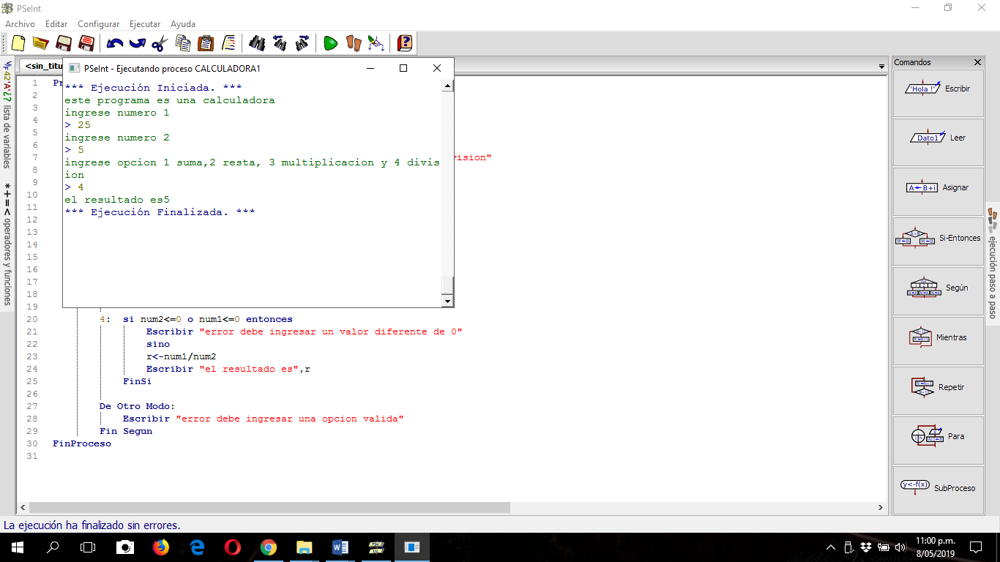 PSeInt
Archivo Editar Configurar Ejecutar Ayuda
<sin_titu
PSeInt - Ejecutando proceso CALCULADORA1
*** Ejecución Iniciada. ***
este programa es una calculadora
ingrese numero 1
> 25
ingrese numero 2
> 5
ingrese opcion 1 suma,2 resta, 3 multiplicacion y 4 divis
ion
> 4
el resultado es5
*** Ejecución Finalizada. ***
lista de variables
*+=< operadores y funciones
1 Pr
2
3
4
5
6
7 vision"
8
9
10
11
12
13
14
15
16
17
18
19
20 4: si num2<=0 o num1<=0 entonces
21 Escribir "error debe ingresar un valor diferente de 0"
22 sino
23 r<-num1/num2
24 Escribir "el resultado es",r
25 FinSi
26
27 De Otro Modo:
28 Escribir "error debe ingresar una opcion valida"
29 Fin Segun
30 FinProceso
31
Comandos
'Hola !' Escribir
Dato1 Leer
A←B+i Asignar
Si-Entonces
Según
Mientras
Repetir
Para
y<-f(x) SubProceso
ejecución paso a paso
La ejecución ha finalizado sin errores.
11:00 p.m.
8/05/2019